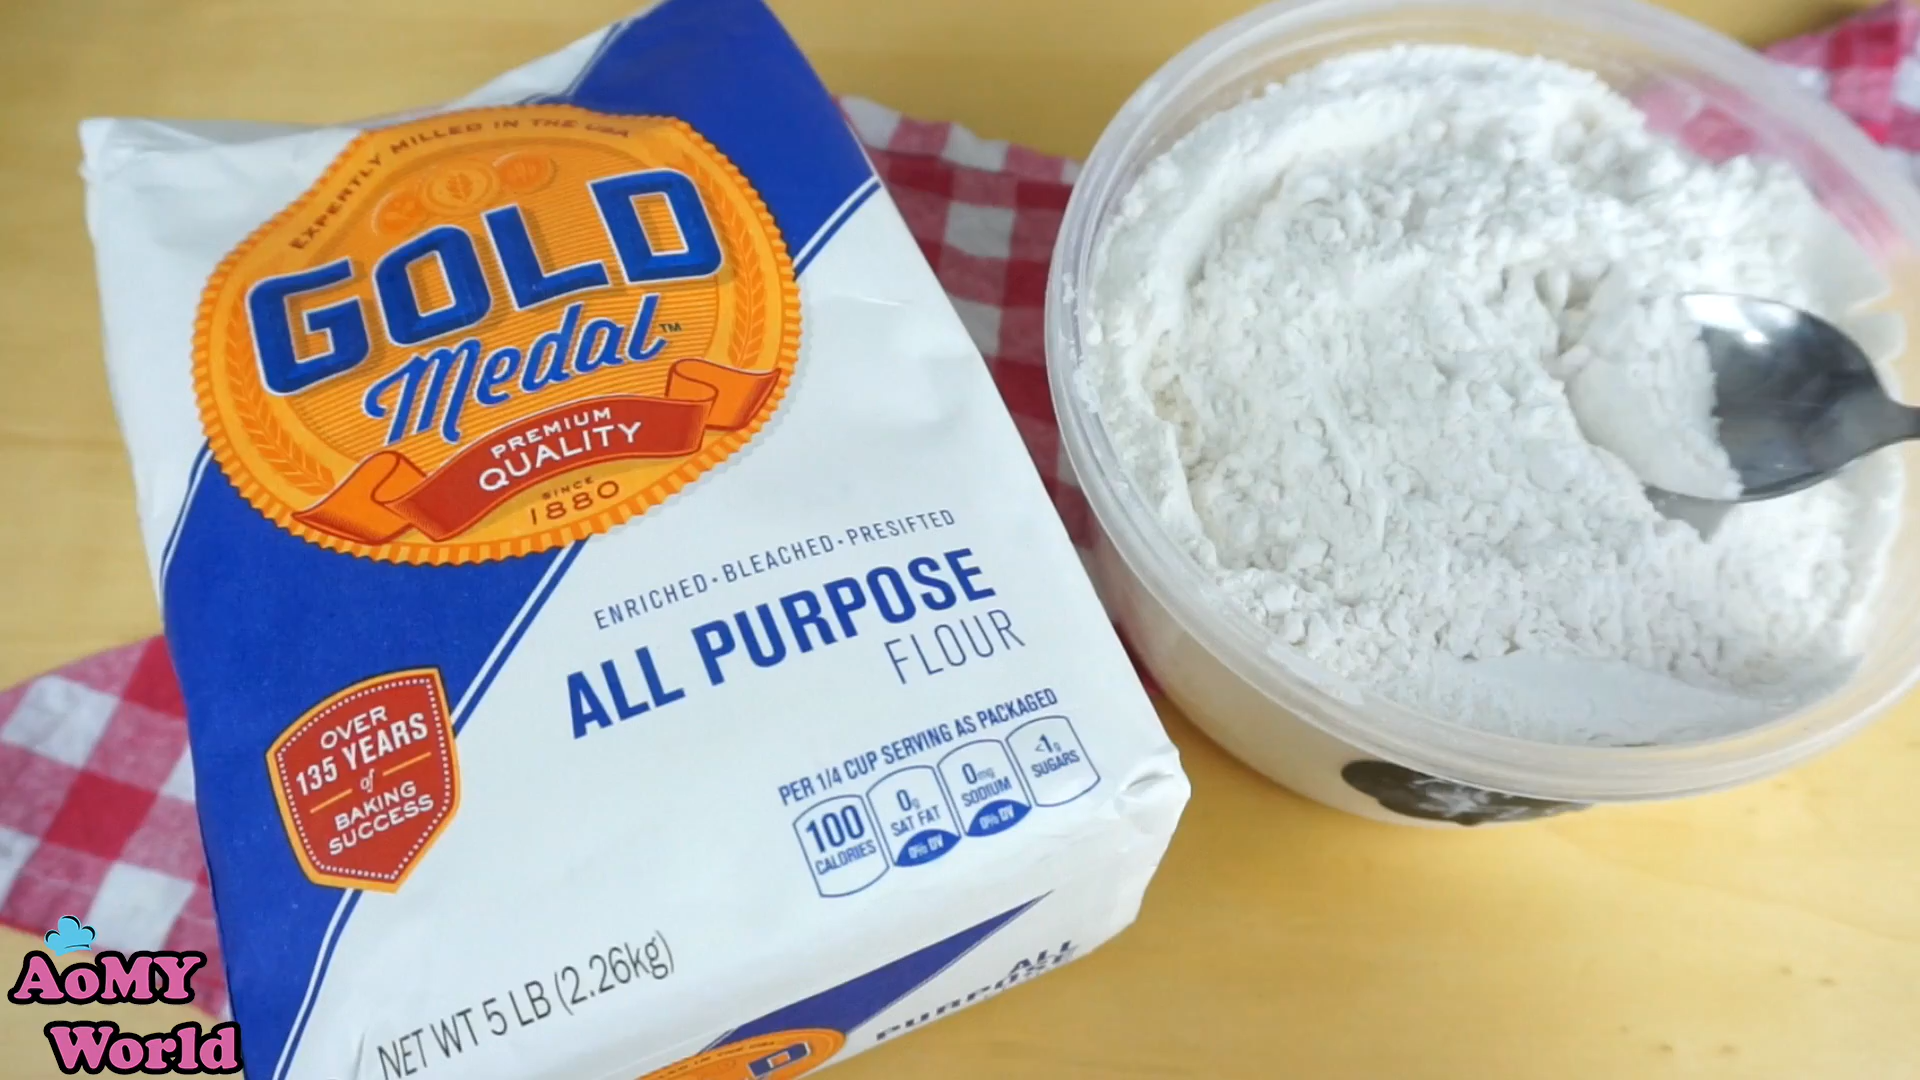 EXPERTLY MILLED IN THE USA
GOLD
Medal™
PREMIUM
QUALITY
SINCE
1880
ENRICHED·BLEACHED·PRESIFTED
ALL PURPOSE
FLOUR
OVER
135 YEARS
of
BAKING
SUCCESS
PER 1/4 CUP SERVING AS PACKAGED
100
CALORIES
0g
SAT FAT
0% DV
0mg
SODIUM
0% DV
<1g
SUGARS
NET WT 5 LB (2.26kg)
ALL
PURPOSE
AoMY
World